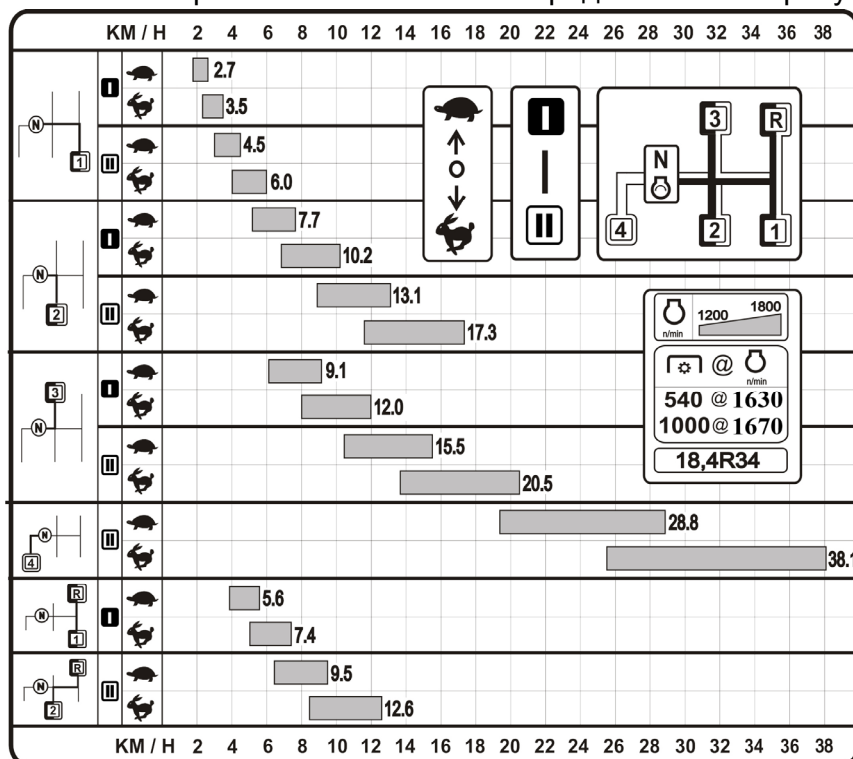 KM / H 2 4 6 8 10 12 14 16 18 20 22 24 26 28 30 32 34 36 38
I 2.7
3.5
N 1
II 4.5
6.0
I 7.7
10.2
N 2
II 13.1
17.3
3 I 9.1
N 12.0
II 15.5
20.5
N 4 II 28.8
38.1
R N 1 I 5.6
7.4
R N 2 II 9.5
12.6
O
I
II
3 R
N
4 2 1
1200 1800
n/min
@
n/min
540 @ 1630
1000 @ 1670
18,4R34
KM / H 2 4 6 8 10 12 14 16 18 20 22 24 26 28 30 32 34 36 38